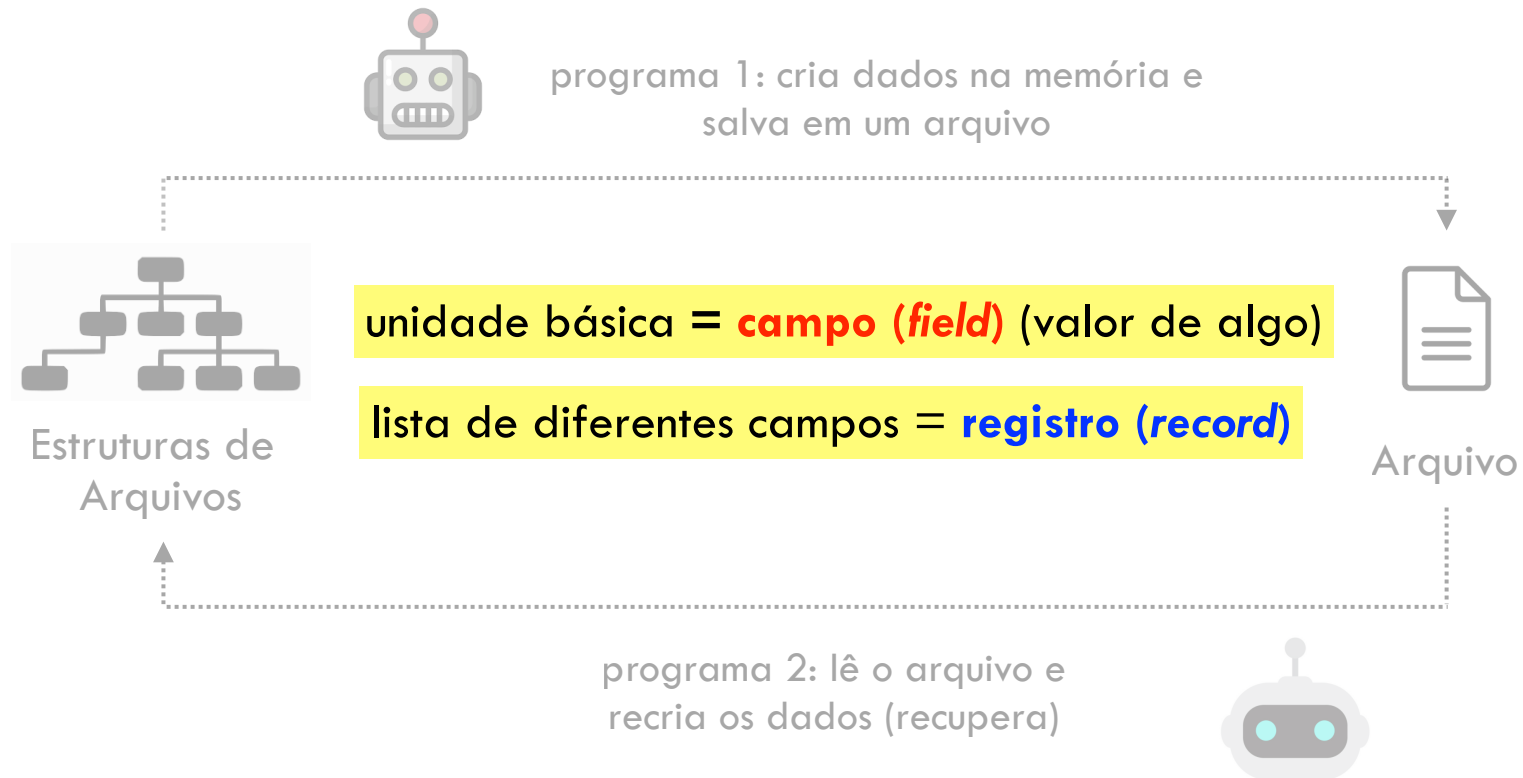 programa 1: cria dados na memória e
salva em um arquivo
unidade básica = campo (field) (valor de algo)
lista de diferentes campos = registro (record)
Estruturas de
Arquivos
Arquivo
programa 2: lê o arquivo e
recria os dados (recupera)